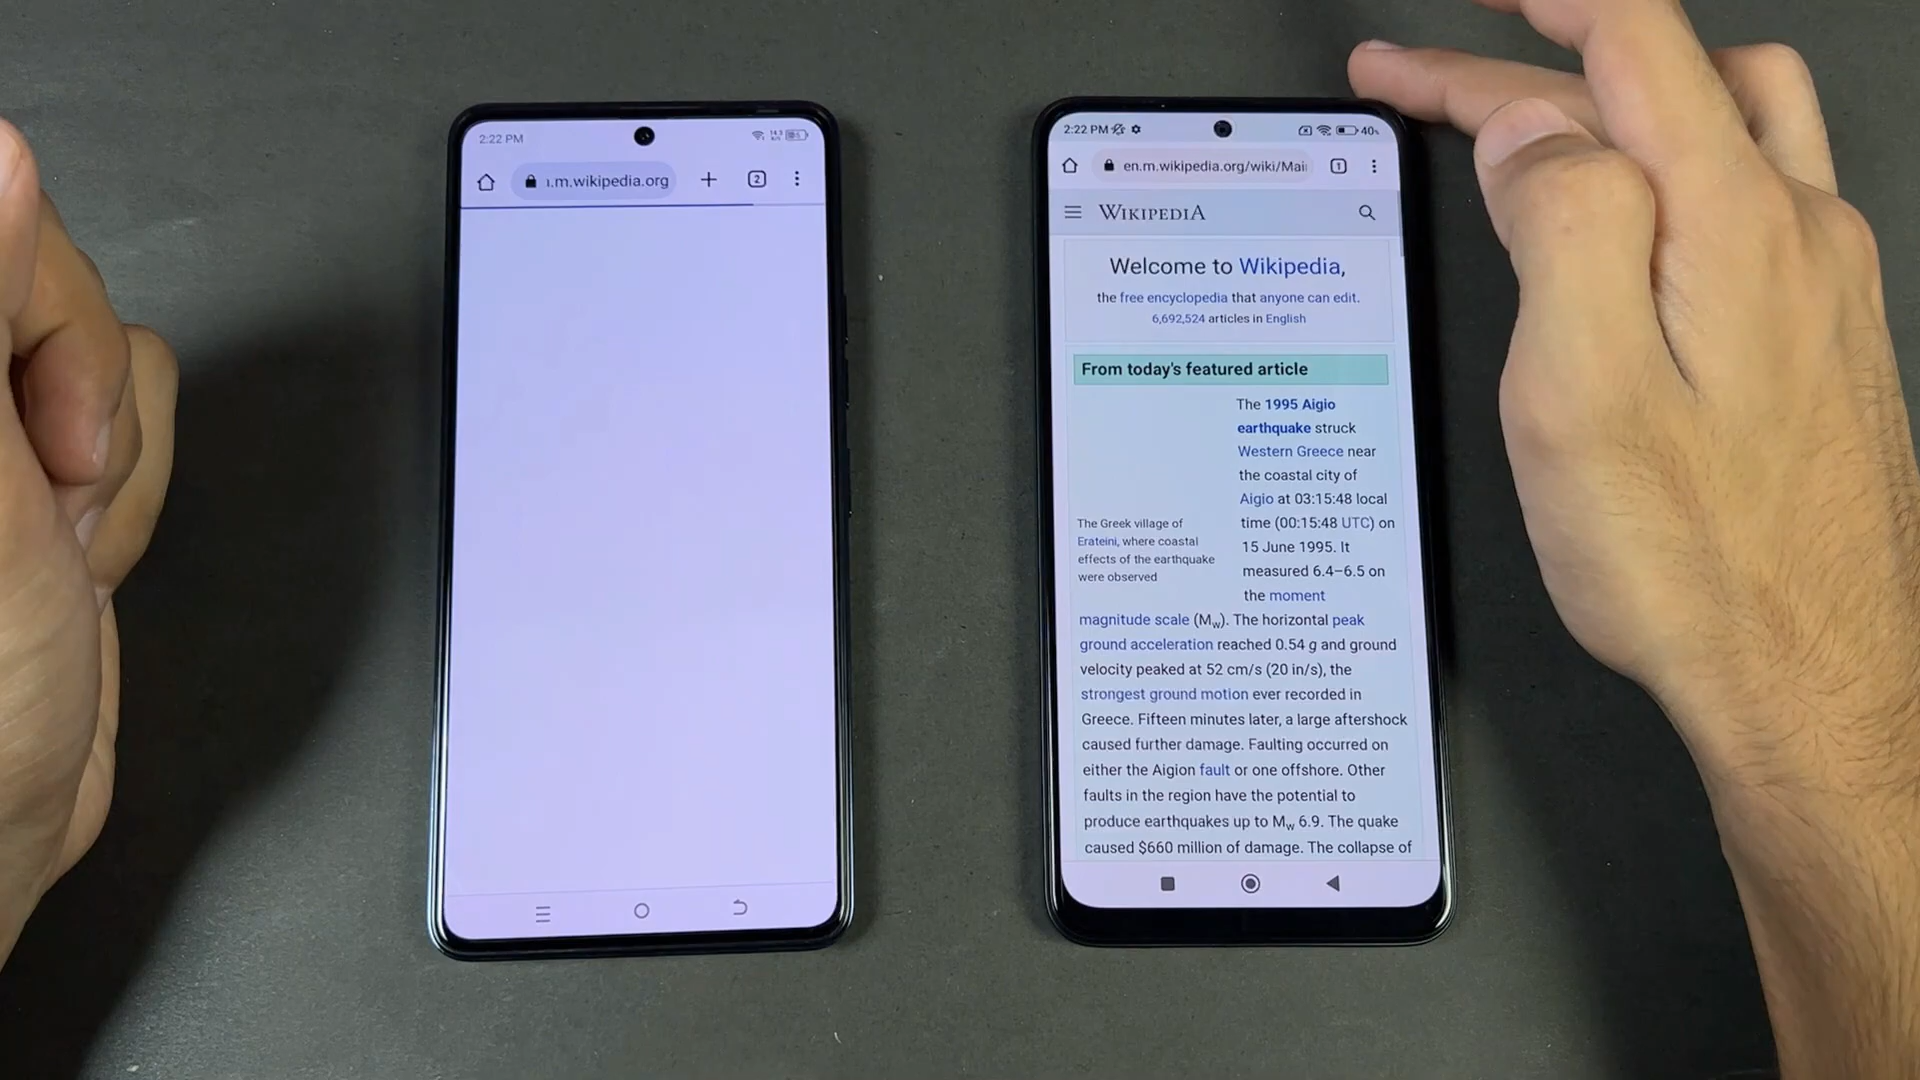 2:22 PM
.m.wikipedia.org
2
2:22 PM
40%
en.m.wikipedia.org/wiki/Mai
1
WIKIPEDIA
Welcome to Wikipedia,
the free encyclopedia that anyone can edit.
6,692,524 articles in English
From today's featured article
The 1995 Aigio
earthquake struck
Western Greece near
the coastal city of
Aigio at 03:15:48 local
time (00:15:48 UTC) on
15 June 1995. It
measured 6.4–6.5 on
the moment
The Greek village of
Erateini, where coastal
effects of the earthquake
were observed
magnitude scale (Mw). The horizontal peak
ground acceleration reached 0.54 g and ground
velocity peaked at 52 cm/s (20 in/s), the
strongest ground motion ever recorded in
Greece. Fifteen minutes later, a large aftershock
caused further damage. Faulting occurred on
either the Aigion fault or one offshore. Other
faults in the region have the potential to
produce earthquakes up to Mw 6.9. The quake
caused $660 million of damage. The collapse of